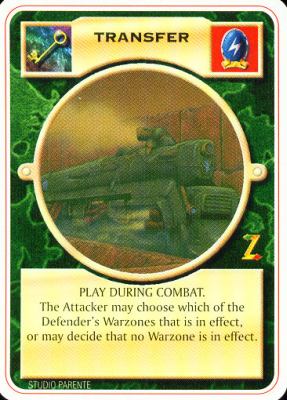 TRANSFER
Z
PLAY DURING COMBAT.
The Attacker may choose which of the
Defender's Warzones that is in effect,
or may decide that no Warzone is in effect.
STUDIO PARENTE